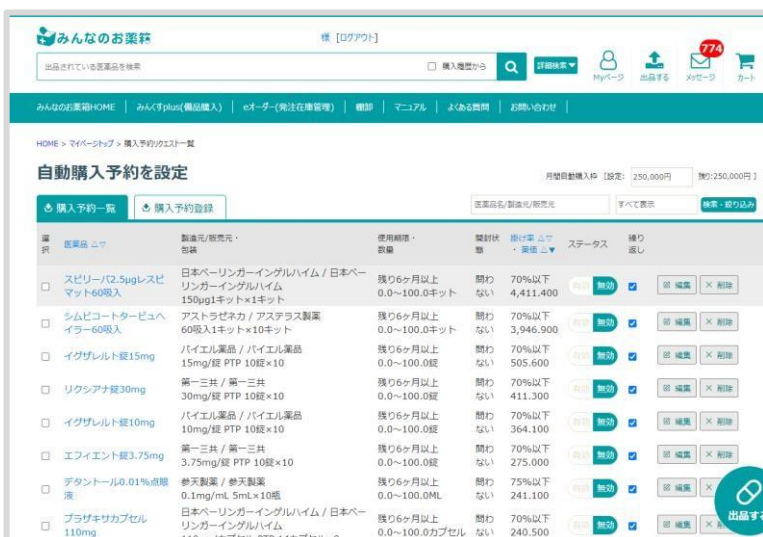 みんなのお薬箱
様 [ログアウト]
774
出品されている医薬品を検索
購入履歴から
詳細検索▼
Myページ
出品する
メッセージ
カート
みんなのお薬箱HOME | みんくすplus(備品購入) | eオーダー(発注在庫管理) | 棚卸 | マニュアル | よくある質問 | お問い合わせ |
HOME > マイページトップ > 購入予約リクエスト一覧
自動購入予約を設定
月間自動購入枠 [設定: 250,000円 残り:250,000円 ]
購入予約一覧
購入予約登録
医薬品名/製造元/販売元
すべて表示
検索・絞り込み
選択 医薬品 △▽ 製造元/販売元・包装 使用期限・数量 開封状態 掛け率 △▽・薬価 △▼ ステータス 繰り返し
スピリーバ2.5μgレスピ 日本ベーリンガーインゲルハイム / 日本ベー 残り6ヶ月以上 問わ 70%以下 有効 無効 編集 × 削除
マット60吸入 リンガーインゲルハイム 0.0～100.0キット ない 4,411.400
150μg1キット×1キット
シムビコートタービュヘ アストラゼネカ / アステラス製薬 残り6ヶ月以上 問わ 70%以下 有効 無効 編集 × 削除
イラー60吸入 60吸入1キット×10キット 0.0～100.0キット ない 3,946.900
イグザレルト錠15mg バイエル薬品 / バイエル薬品 残り6ヶ月以上 問わ 70%以下 有効 無効 編集 × 削除
15mg/錠 PTP 10錠×10 0.0～100.0錠 ない 505.600
リクシアナ錠30mg 第一三共 / 第一三共 残り6ヶ月以上 問わ 70%以下 有効 無効 編集 × 削除
30mg/錠 PTP 10錠×10 0.0～100.0錠 ない 411.300
イグザレルト錠10mg バイエル薬品 / バイエル薬品 残り6ヶ月以上 問わ 70%以下 有効 無効 編集 × 削除
10mg/錠 PTP 10錠×10 0.0～100.0錠 ない 364.100
エフィエント錠3.75mg 第一三共 / 第一三共 残り6ヶ月以上 問わ 70%以下 有効 無効 編集 × 削除
3.75mg/錠 PTP 10錠×10 0.0～100.0錠 ない 275.000
デタントール0.01%点眼 参天製薬 / 参天製薬 残り6ヶ月以上 問わ 75%以下 有効 無効 編集 ×
液 0.1mg/mL 5mL×10瓶 0.0～100.0ML ない 241.100
プラザキサカプセル 日本ベーリンガーインゲルハイム / 日本ベー 残り6ヶ月以上 問わ 70%以下 有効 無効 編集 ×
110mg リンガーインゲルハイム 0.0～100.0カプセル ない 240.500
出品する